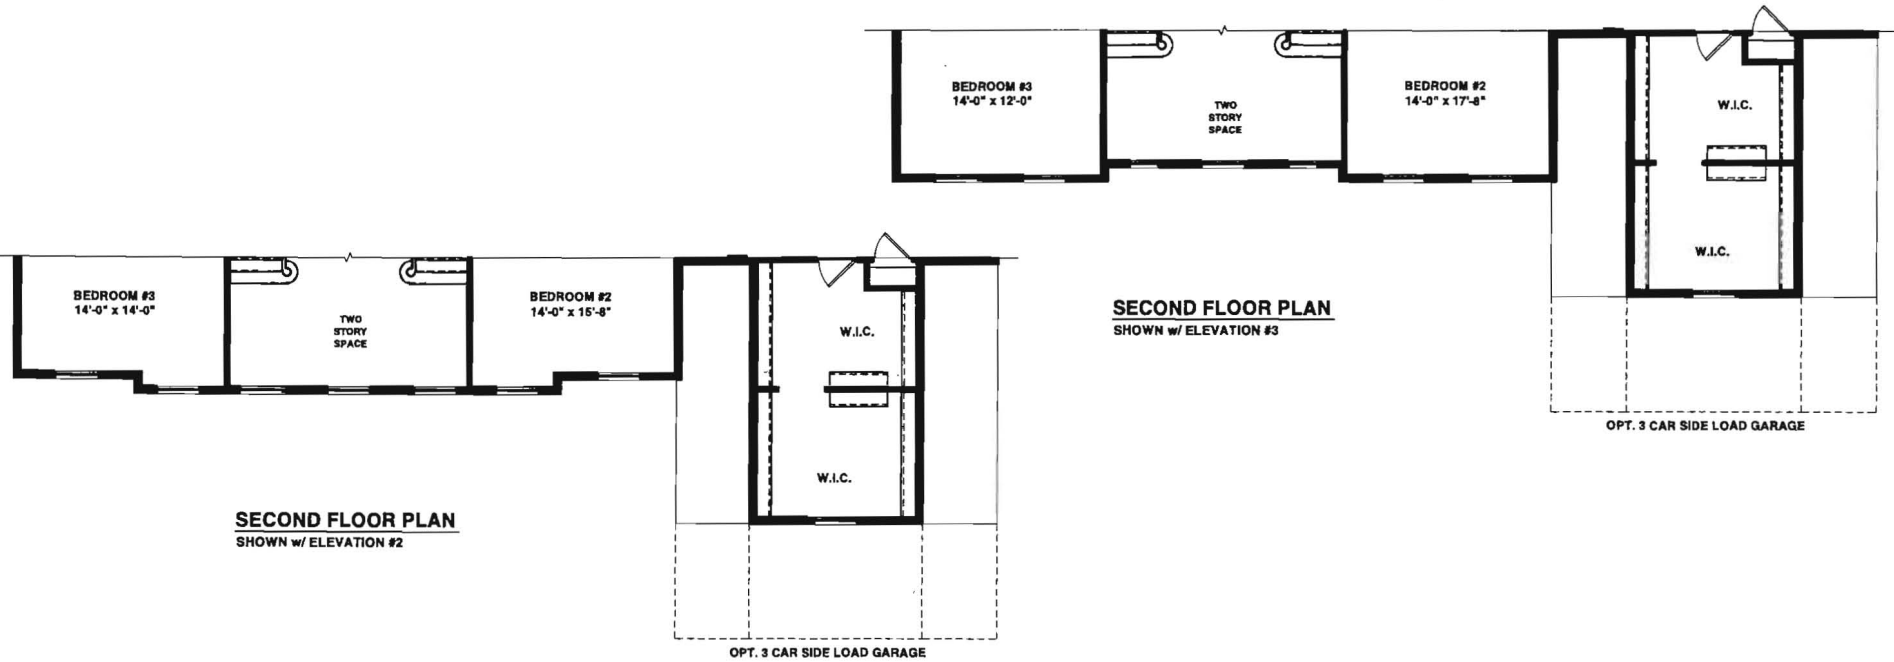 BEDROOM #3
14'-0" x 12'-0"
TWO
STORY
SPACE
BEDROOM #2
14'-0" x 17'-8"
W.I.C.
W.I.C.
SECOND FLOOR PLAN
SHOWN w/ ELEVATION #3
OPT. 3 CAR SIDE LOAD GARAGE
BEDROOM #3
14'-0" x 14'-0"
TWO
STORY
SPACE
BEDROOM #2
14'-0" x 15'-8"
W.I.C.
W.I.C.
SECOND FLOOR PLAN
SHOWN w/ ELEVATION #2
OPT. 3 CAR SIDE LOAD GARAGE